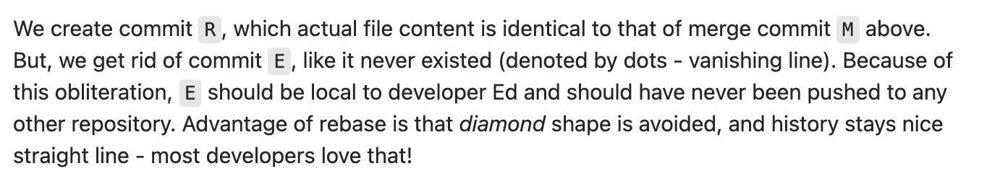 We create commit R, which actual file content is identical to that of merge commit M above.
But, we get rid of commit E, like it never existed (denoted by dots - vanishing line). Because of
this obliteration, E should be local to developer Ed and should have never been pushed to any
other repository. Advantage of rebase is that diamond shape is avoided, and history stays nice
straight line - most developers love that!